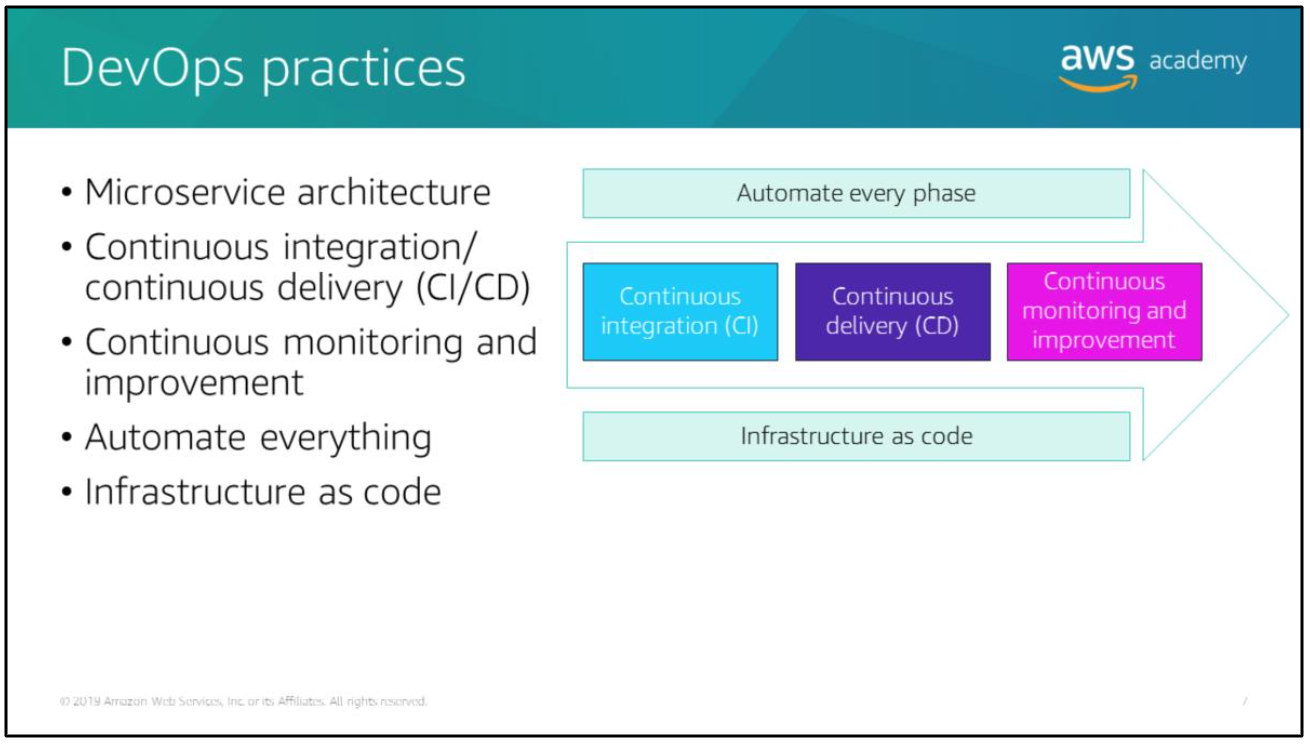 DevOps practices
aws academy
• Microservice architecture
• Continuous integration/
continuous delivery (CI/CD)
• Continuous monitoring and
improvement
• Automate everything
• Infrastructure as code
Automate every phase
Continuous
integration (CI)
Continuous
delivery (CD)
Continuous
monitoring and
improvement
Infrastructure as code
© 2019 Amazon Web Services, Inc. or its Affiliates. All rights reserved.
7